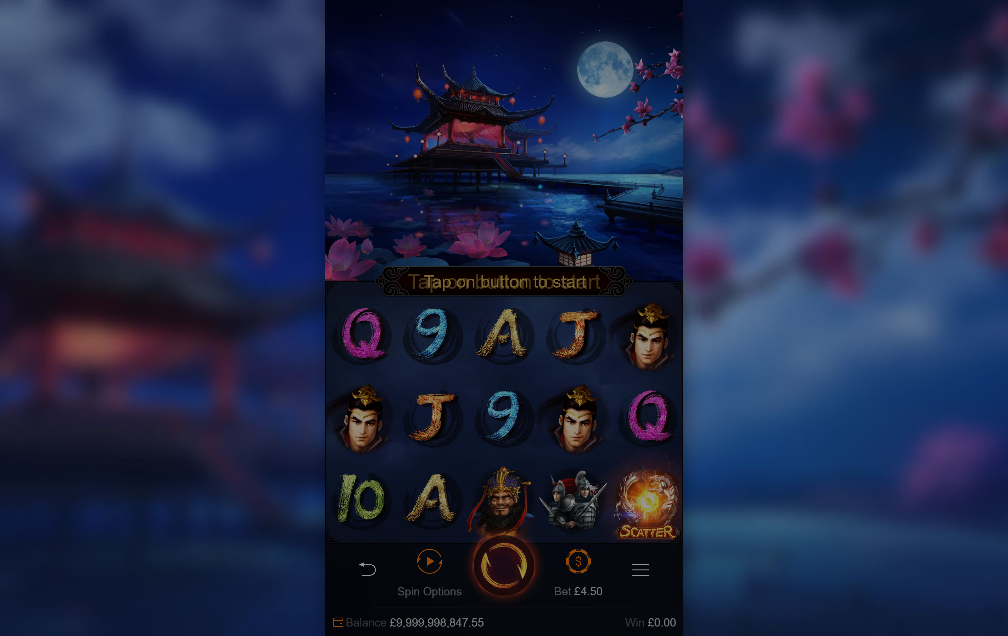 Tap on button to start
Q 9 A J
J 9 Q
10 A SCATTER
Spin Options
Bet £4.50
Balance £9,999,998,847.55
Win £0.00